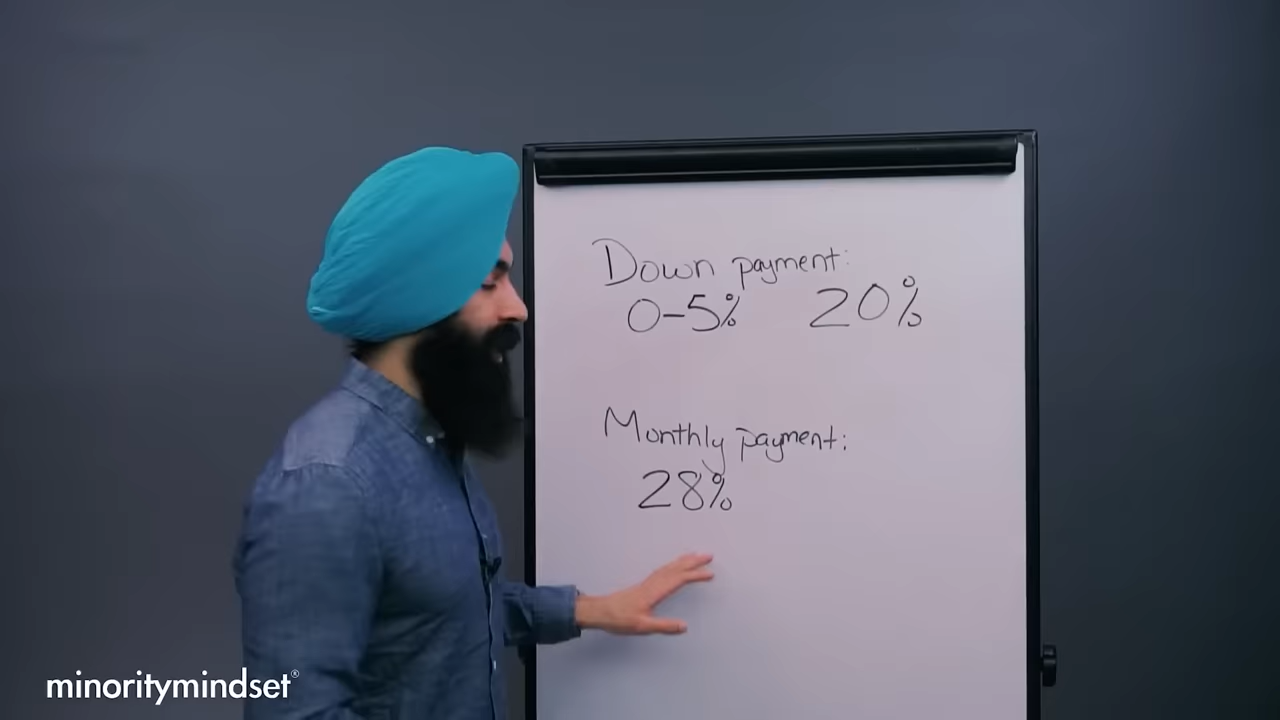 Down payment:
0-5% 20%
Monthly payment:
28%
minoritymindset®